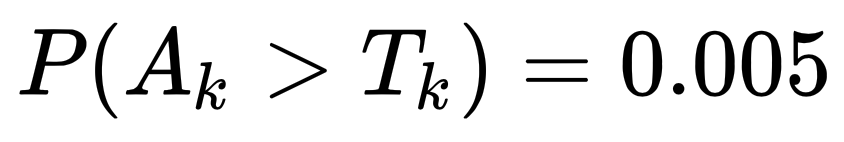 P(A_k > T_k) = 0.005